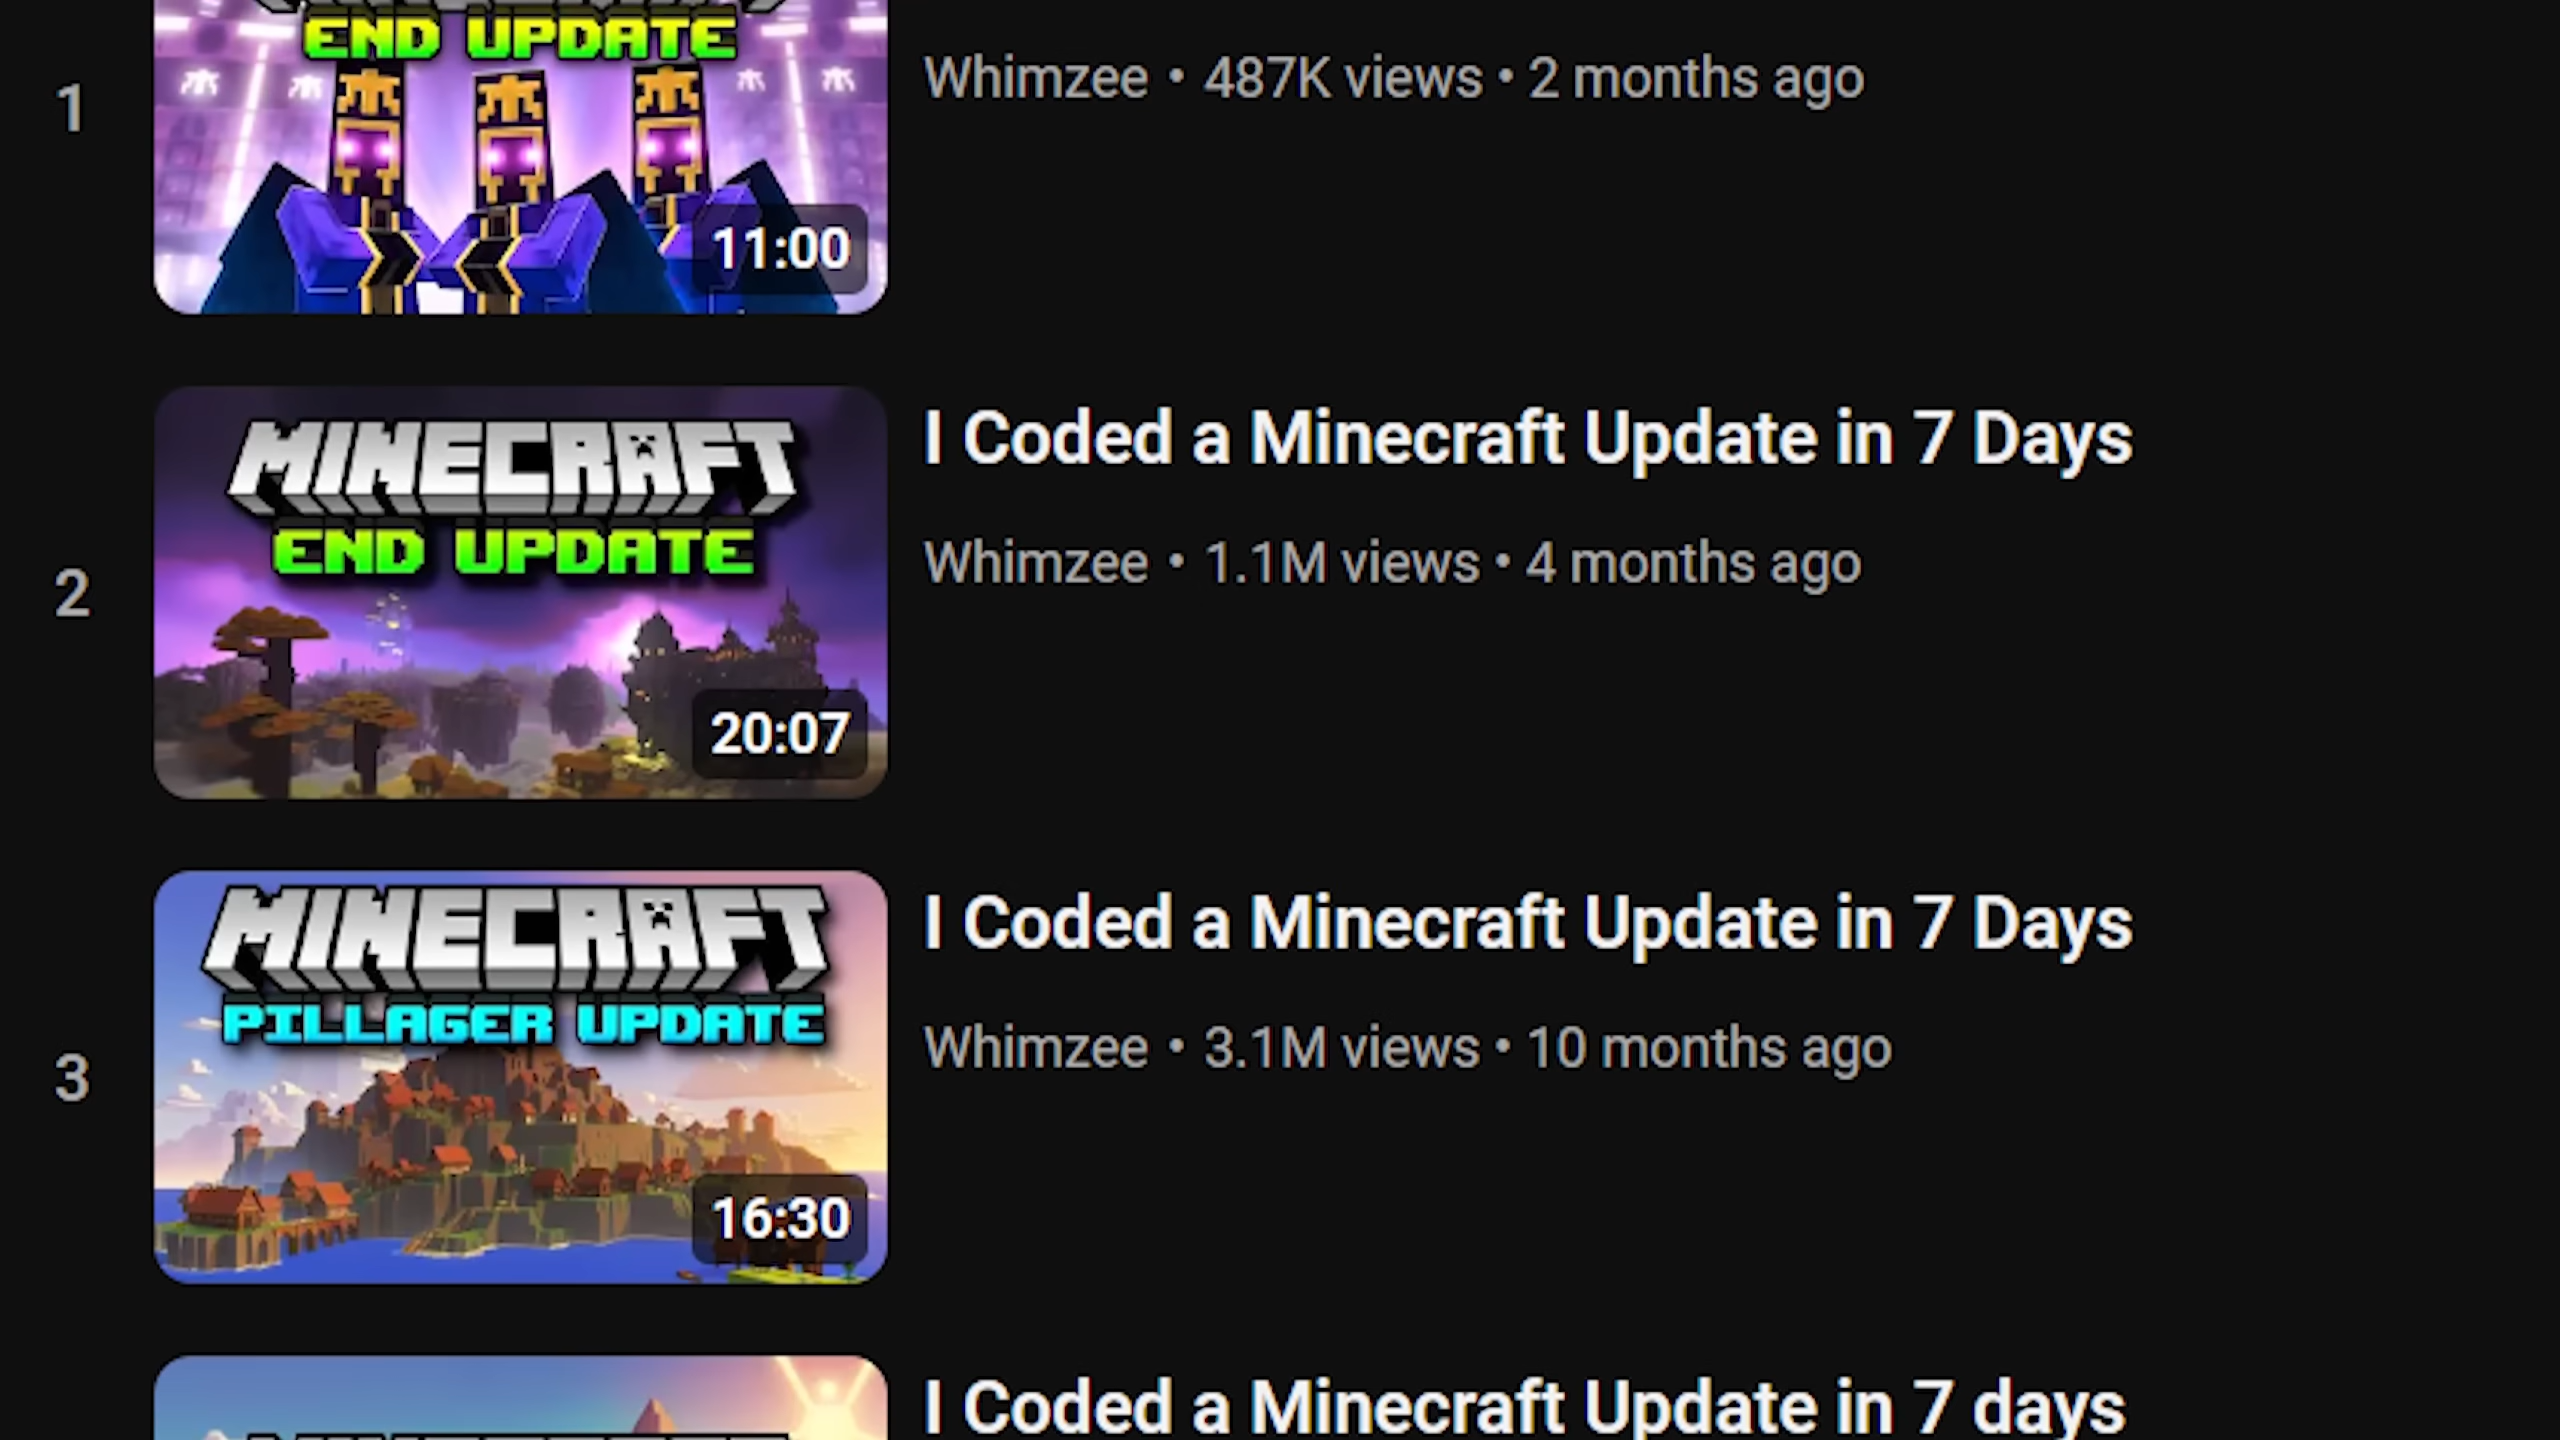 END UPDATE
1
Whimzee • 487K views • 2 months ago
11:00
MINECRAFT
END UPDATE
2
20:07
I Coded a Minecraft Update in 7 Days
Whimzee • 1.1M views • 4 months ago
MINECRAFT
PILLAGER UPDATE
3
16:30
I Coded a Minecraft Update in 7 Days
Whimzee • 3.1M views • 10 months ago
I Coded a Minecraft Update in 7 days